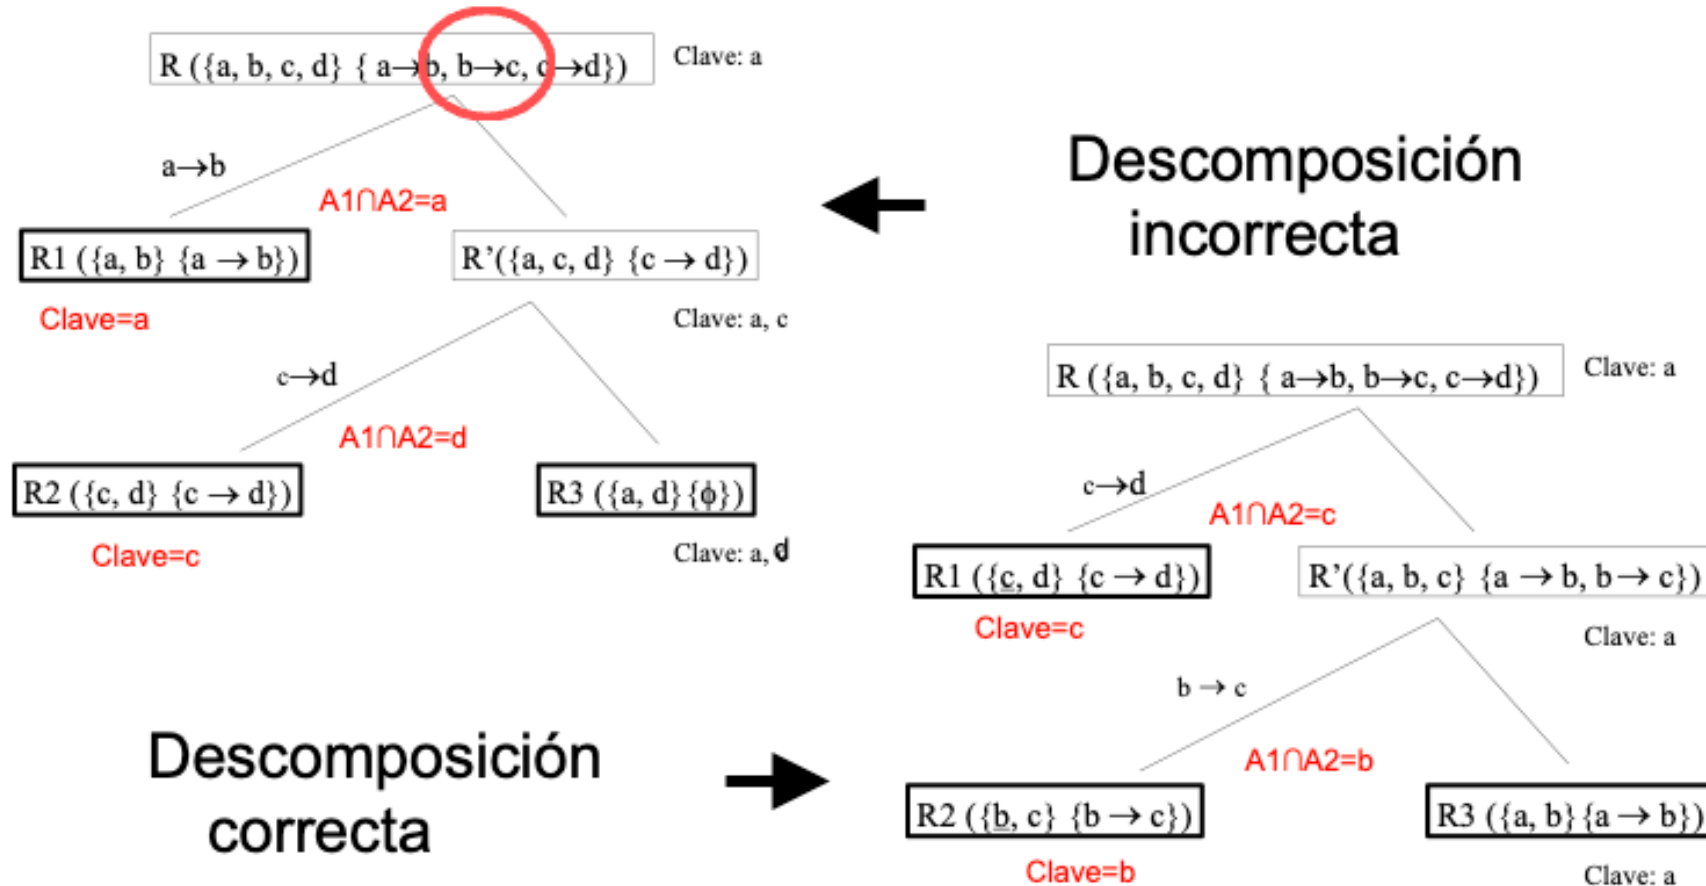 R ({a, b, c, d} { a→b, b→c, c→d})
Clave: a
a→b
A1∩A2=a
R1 ({a, b} {a → b})
R’({a, c, d} {c → d})
Clave=a
Clave: a, c
c→d
A1∩A2=d
R2 ({c, d} {c → d})
R3 ({a, d}{ϕ})
Clave=c
Clave: a, d
Descomposición
incorrecta
R ({a, b, c, d} { a→b, b→c, c→d})
Clave: a
c→d
A1∩A2=c
R1 ({c, d} {c → d})
R’({a, b, c} {a → b, b→ c})
Clave=c
Clave: a
b → c
A1∩A2=b
R2 ({b, c} {b → c})
R3 ({a, b}{a → b})
Clave=b
Clave: a
Descomposición
correcta